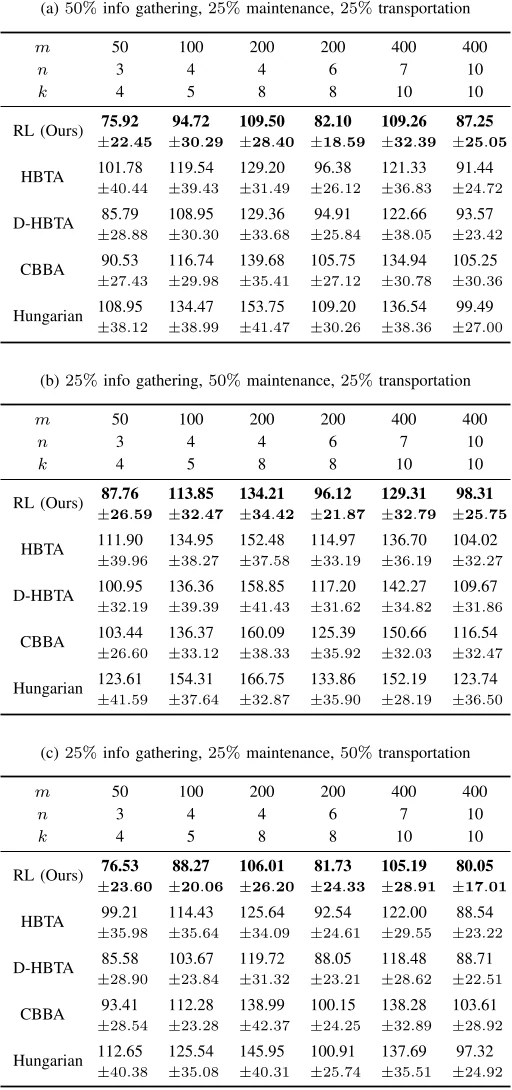 (a) 50% info gathering, 25% maintenance, 25% transportation
m 50 100 200 200 400 400
n 3 4 4 6 7 10
k 4 5 8 8 10 10
RL (Ours) 75.92 94.72 109.50 82.10 109.26 87.25
±22.45 ±30.29 ±28.40 ±18.59 ±32.39 ±25.05
HBTA 101.78 119.54 129.20 96.38 121.33 91.44
±40.44 ±39.43 ±31.49 ±26.12 ±36.83 ±24.72
D-HBTA 85.79 108.95 129.36 94.91 122.66 93.57
±28.88 ±30.30 ±33.68 ±25.84 ±38.05 ±23.42
CBBA 90.53 116.74 139.68 105.75 134.94 105.25
±27.43 ±29.98 ±35.41 ±27.12 ±30.78 ±30.36
Hungarian 108.95 134.47 153.75 109.20 136.54 99.49
±38.12 ±38.99 ±41.47 ±30.26 ±38.36 ±27.00
(b) 25% info gathering, 50% maintenance, 25% transportation
m 50 100 200 200 400 400
n 3 4 4 6 7 10
k 4 5 8 8 10 10
RL (Ours) 87.76 113.85 134.21 96.12 129.31 98.31
±26.59 ±32.47 ±34.42 ±21.87 ±32.79 ±25.75
HBTA 111.90 134.95 152.48 114.97 136.70 104.02
±39.96 ±38.27 ±37.58 ±33.19 ±36.19 ±32.27
D-HBTA 100.95 136.36 158.85 117.20 142.27 109.67
±32.19 ±39.39 ±41.43 ±31.62 ±34.82 ±31.86
CBBA 103.44 136.37 160.09 125.39 150.66 116.54
±26.60 ±33.12 ±38.33 ±35.92 ±32.03 ±32.47
Hungarian 123.61 154.31 166.75 133.86 152.19 123.74
±41.59 ±37.64 ±32.87 ±35.90 ±28.19 ±36.50
(c) 25% info gathering, 25% maintenance, 50% transportation
m 50 100 200 200 400 400
n 3 4 4 6 7 10
k 4 5 8 8 10 10
RL (Ours) 76.53 88.27 106.01 81.73 105.19 80.05
±23.60 ±20.06 ±26.20 ±24.33 ±28.91 ±17.01
HBTA 99.21 114.43 125.64 92.54 122.00 88.54
±35.98 ±35.64 ±34.09 ±24.61 ±29.55 ±23.22
D-HBTA 85.58 103.67 119.72 88.05 118.48 88.71
±28.90 ±23.84 ±31.32 ±23.21 ±28.62 ±22.51
CBBA 93.41 112.28 138.99 100.15 138.28 103.61
±28.54 ±23.28 ±42.37 ±24.25 ±32.89 ±28.92
Hungarian 112.65 125.54 145.95 100.91 137.69 97.32
±40.38 ±35.08 ±40.31 ±25.74 ±35.51 ±24.92